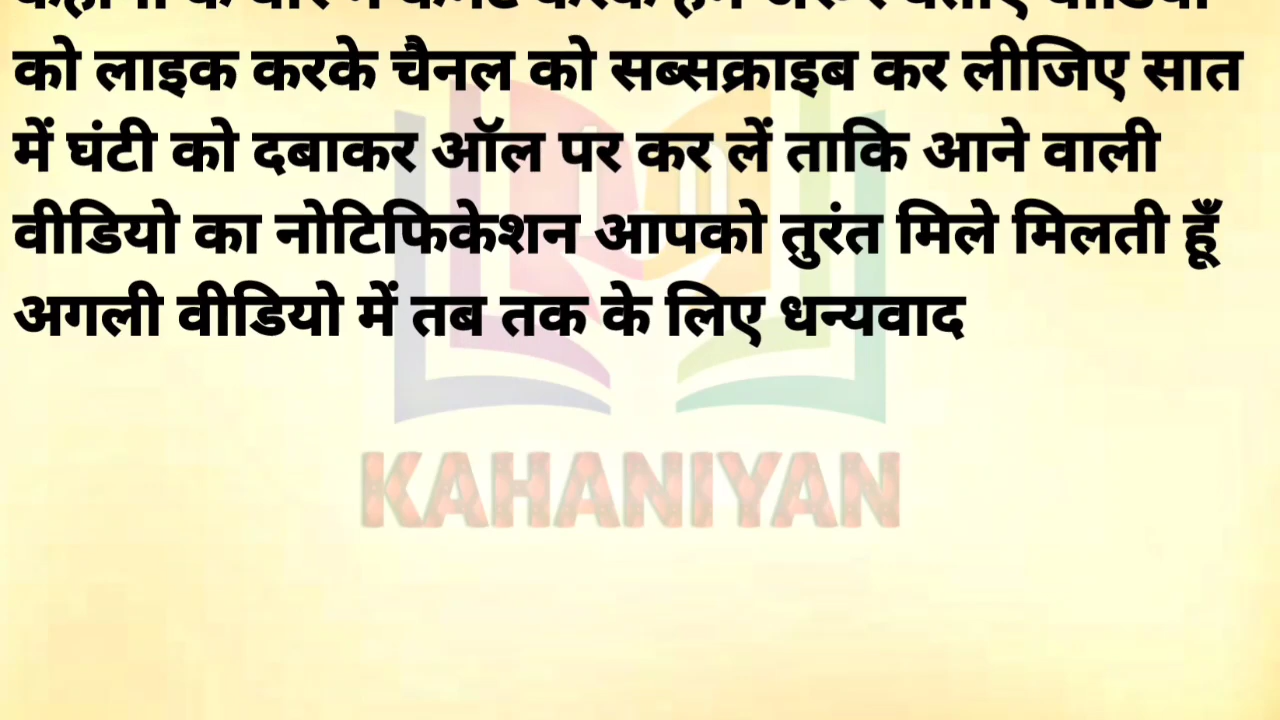 को लाइक करके चैनल को सब्सक्राइब कर लीजिए सात
में घंटी को दबाकर ऑल पर कर लें ताकि आने वाली
वीडियो का नोटिफिकेशन आपको तुरंत मिले मिलती हूँ
अगली वीडियो में तब तक के लिए धन्यवाद
KAHANIYAN